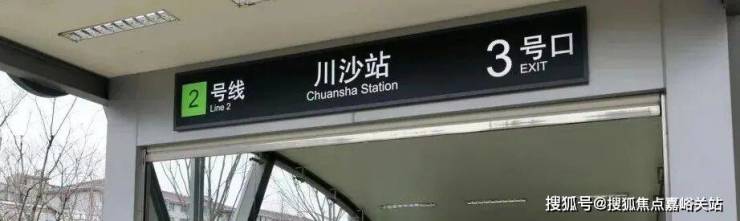 2 号线
Line 2
川沙站
Chuansha Station
3 号口
EXIT
搜狐号@搜狐焦点嘉峪关站